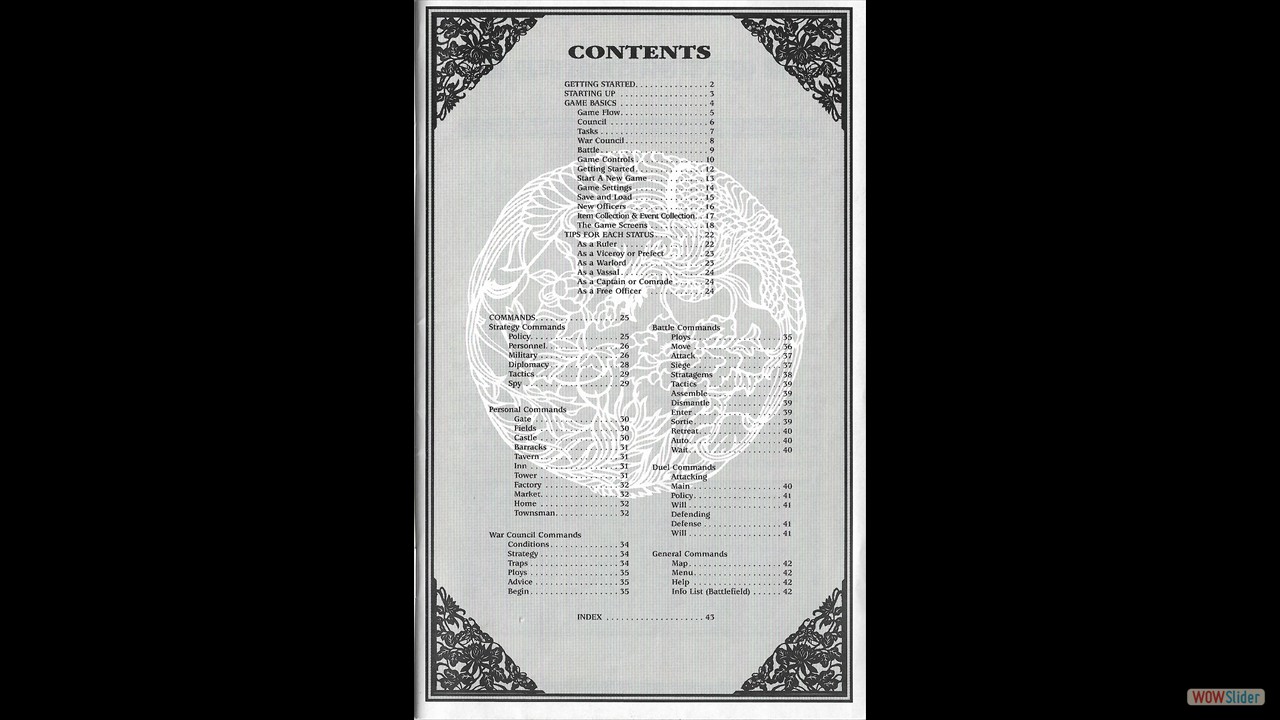 CONTENTS
GETTING STARTED. . . . . . . . . . . . . . . 2
STARTING UP . . . . . . . . . . . . . . . . . . 3
GAME BASICS . . . . . . . . . . . . . . . . . . 4
Game Flow. . . . . . . . . . . . . . . . . . 5
Council . . . . . . . . . . . . . . . . . . . . 6
Tasks . . . . . . . . . . . . . . . . . . . . . . 7
War Council . . . . . . . . . . . . . . . . . 8
Battle. . . . . . . . . . . . . . . . . . . . . . 9
Game Controls . . . . . . . . . . . . . . 10
Getting Started . . . . . . . . . . . . . . 12
Start A New Game . . . . . . . . . . . 13
Game Settings . . . . . . . . . . . . . . 14
Save and Load . . . . . . . . . . . . . . 15
New Officers . . . . . . . . . . . . . . . 16
Item Collection & Event Collection. . 17
The Game Screens . . . . . . . . . . . 18
TIPS FOR EACH STATUS . . . . . . . . . . . 22
As a Ruler . . . . . . . . . . . . . . . . . 22
As a Viceroy or Prefect . . . . . . . . 23
As a Warlord . . . . . . . . . . . . . . . 23
As a Vassal . . . . . . . . . . . . . . . . . 24
As a Captain or Comrade . . . . . . 24
As a Free Officer . . . . . . . . . . . . 24
COMMANDS. . . . . . . . . . . . . . . . 25
Strategy Commands
Policy. . . . . . . . . . . . . . . . . . 25
Personnel. . . . . . . . . . . . . . . 26
Military . . . . . . . . . . . . . . . . 26
Diplomacy . . . . . . . . . . . . . . 28
Tactics . . . . . . . . . . . . . . . . . 29
Spy . . . . . . . . . . . . . . . . . . . 29
Personal Commands
Gate . . . . . . . . . . . . . . . . . . 30
Fields . . . . . . . . . . . . . . . . . 30
Castle . . . . . . . . . . . . . . . . . 30
Barracks . . . . . . . . . . . . . . . 31
Tavern . . . . . . . . . . . . . . . . . 31
Inn . . . . . . . . . . . . . . . . . . . 31
Tower . . . . . . . . . . . . . . . . . 31
Factory . . . . . . . . . . . . . . . . 32
Market. . . . . . . . . . . . . . . . . 32
Home . . . . . . . . . . . . . . . . . 32
Townsman. . . . . . . . . . . . . . 32
War Council Commands
Conditions. . . . . . . . . . . . . . 34
Strategy . . . . . . . . . . . . . . . . 34
Traps . . . . . . . . . . . . . . . . . . 34
Ploys . . . . . . . . . . . . . . . . . . 35
Advice . . . . . . . . . . . . . . . . . 35
Begin . . . . . . . . . . . . . . . . . . 35
Battle Commands
Ploys . . . . . . . . . . . . . . . . . . 35
Move . . . . . . . . . . . . . . . . . . 36
Attack . . . . . . . . . . . . . . . . . 37
Siege . . . . . . . . . . . . . . . . . . 37
Stratagems . . . . . . . . . . . . . . 38
Tactics . . . . . . . . . . . . . . . . . 39
Assemble. . . . . . . . . . . . . . . . 39
Dismantle . . . . . . . . . . . . . . . 39
Enter . . . . . . . . . . . . . . . . . . 39
Sortie. . . . . . . . . . . . . . . . . . 39
Retreat. . . . . . . . . . . . . . . . . 40
Auto. . . . . . . . . . . . . . . . . . . 40
Wait. . . . . . . . . . . . . . . . . . . 40
Duel Commands
Attacking
Main . . . . . . . . . . . . . . . . . . 40
Policy. . . . . . . . . . . . . . . . . . 41
Will . . . . . . . . . . . . . . . . . . . 41
Defending
Defense . . . . . . . . . . . . . . . . 41
Will . . . . . . . . . . . . . . . . . . . 41
General Commands
Map. . . . . . . . . . . . . . . . . . . 42
Menu. . . . . . . . . . . . . . . . . . 42
Help . . . . . . . . . . . . . . . . . . 42
Info List (Battlefield) . . . . . . 42
INDEX . . . . . . . . . . . . . . . . . . . . 43
WOWSlider